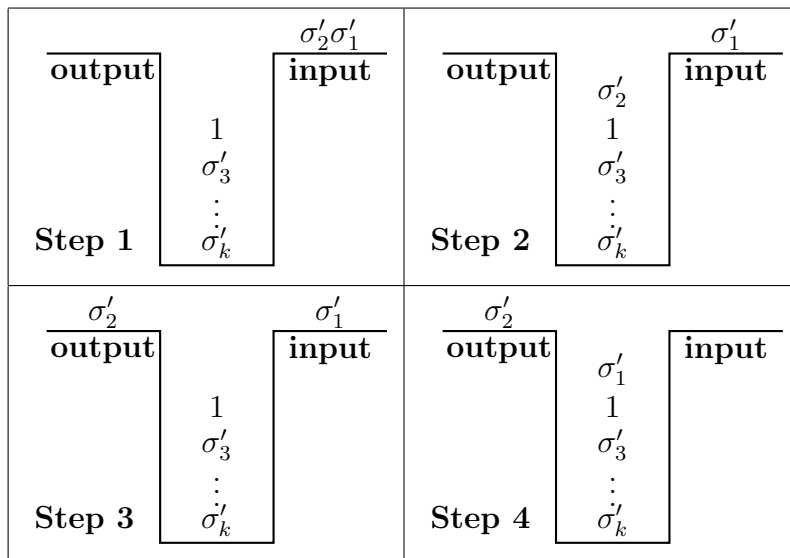 σ′₂σ′₁
output input
1
σ′₃
⋮
Step 1 σ′ₖ
σ′₁
output input
σ′₂
1
σ′₃
⋮
Step 2 σ′ₖ
σ′₂ σ′₁
output input
1
σ′₃
⋮
Step 3 σ′ₖ
σ′₂
output input
σ′₁
1
σ′₃
⋮
Step 4 σ′ₖ